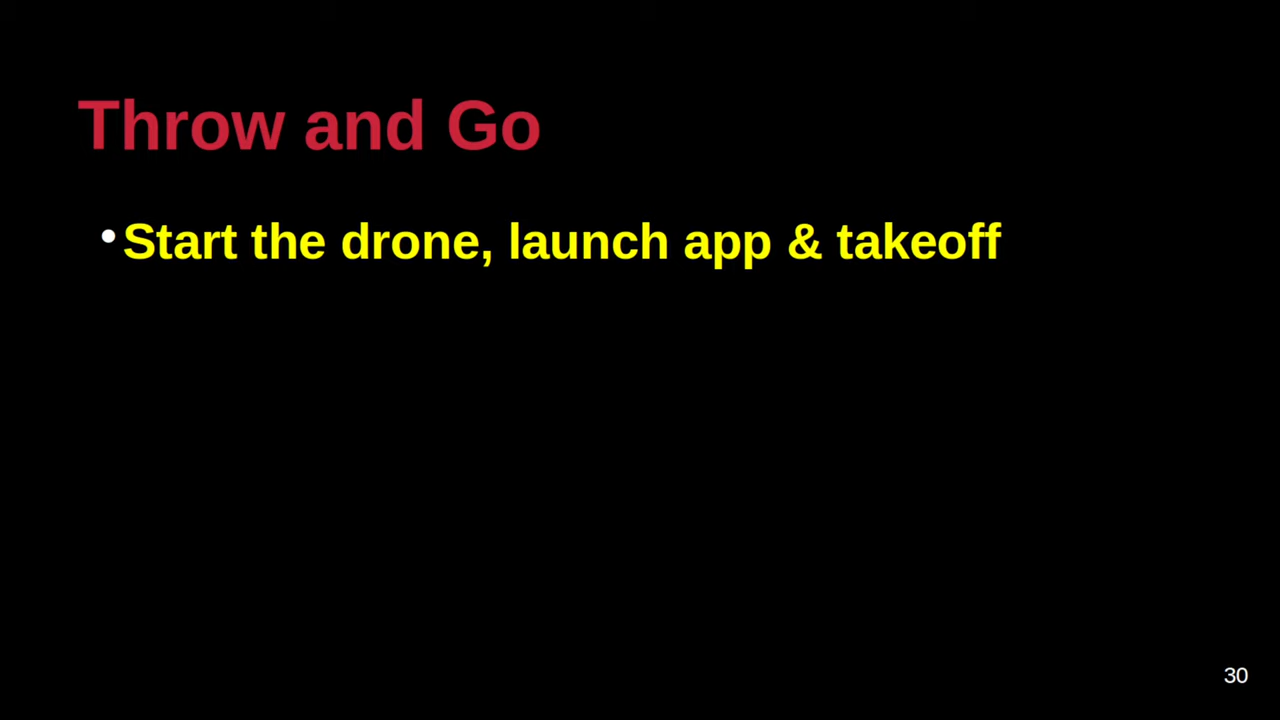 Throw and Go
•Start the drone, launch app & takeoff
30